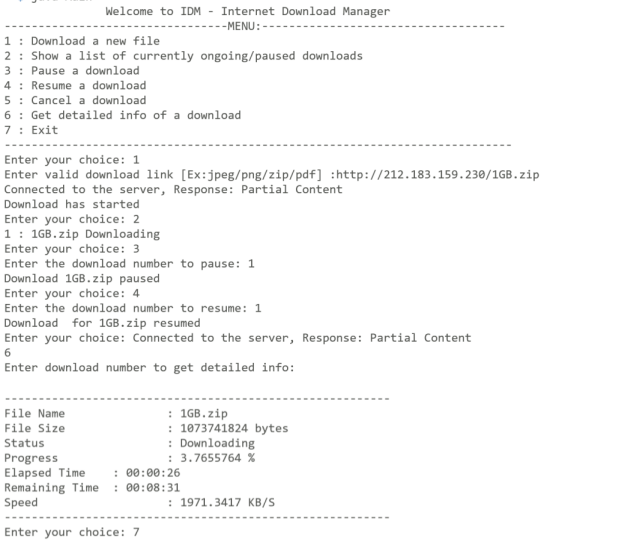 Welcome to IDM - Internet Download Manager
---------------------------------MENU:------------------------------------
1 : Download a new file
2 : Show a list of currently ongoing/paused downloads
3 : Pause a download
4 : Resume a download
5 : Cancel a download
6 : Get detailed info of a download
7 : Exit
---------------------------------------------------------------------------
Enter your choice: 1
Enter valid download link [Ex:jpeg/png/zip/pdf] :http://212.183.159.230/1GB.zip
Connected to the server, Response: Partial Content
Download has started
Enter your choice: 2
1 : 1GB.zip Downloading
Enter your choice: 3
Enter the download number to pause: 1
Download 1GB.zip paused
Enter your choice: 4
Enter the download number to resume: 1
Download  for 1GB.zip resumed
Enter your choice: Connected to the server, Response: Partial Content
6
Enter download number to get detailed info:
---------------------------------------------------------
File Name               : 1GB.zip
File Size               : 1073741824 bytes
Status                  : Downloading
Progress                : 3.7655764 %
Elapsed Time    : 00:00:26
Remaining Time  : 00:08:31
Speed                   : 1971.3417 KB/S
---------------------------------------------------------
Enter your choice: 7